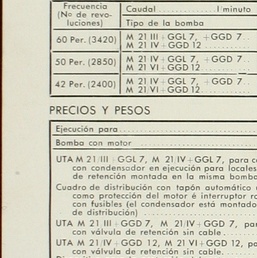 Frecuencia
(Nº de revo-
luciones)
Caudal l/minuto
Tipo de la bomba
60 Per. (3420)
M 21 III + GGL 7, + GGD 7
M 21 IV + GGD 12
50 Per. (2850)
M 21 IV + GGL 7, + GGD 7
M 21 VI + GGD 12
42 Per. (2400)
M 21 IV + GGL 7, + GGD 7
M 21 VI + GGD 12
PRECIOS Y PESOS
Ejecución para
Bomba con motor
UTA M 21 III + GGL 7, M 21 IV + GGL 7, para c
con condensador en ejecución para locales
de retención montada en la misma bomba
Cuadro de distribución con tapón automático
como protección del motor é interruptor ro
con fusibles (el condensador está montado
de distribución)
UTA M 21 III + GGD 7, M 21 IV + GGD 7, para
con válvula de retención sin cable
UTA M 21 IV + GGD 12, M 21 VI + GGD 12, pa
con válvula de retención sin cable